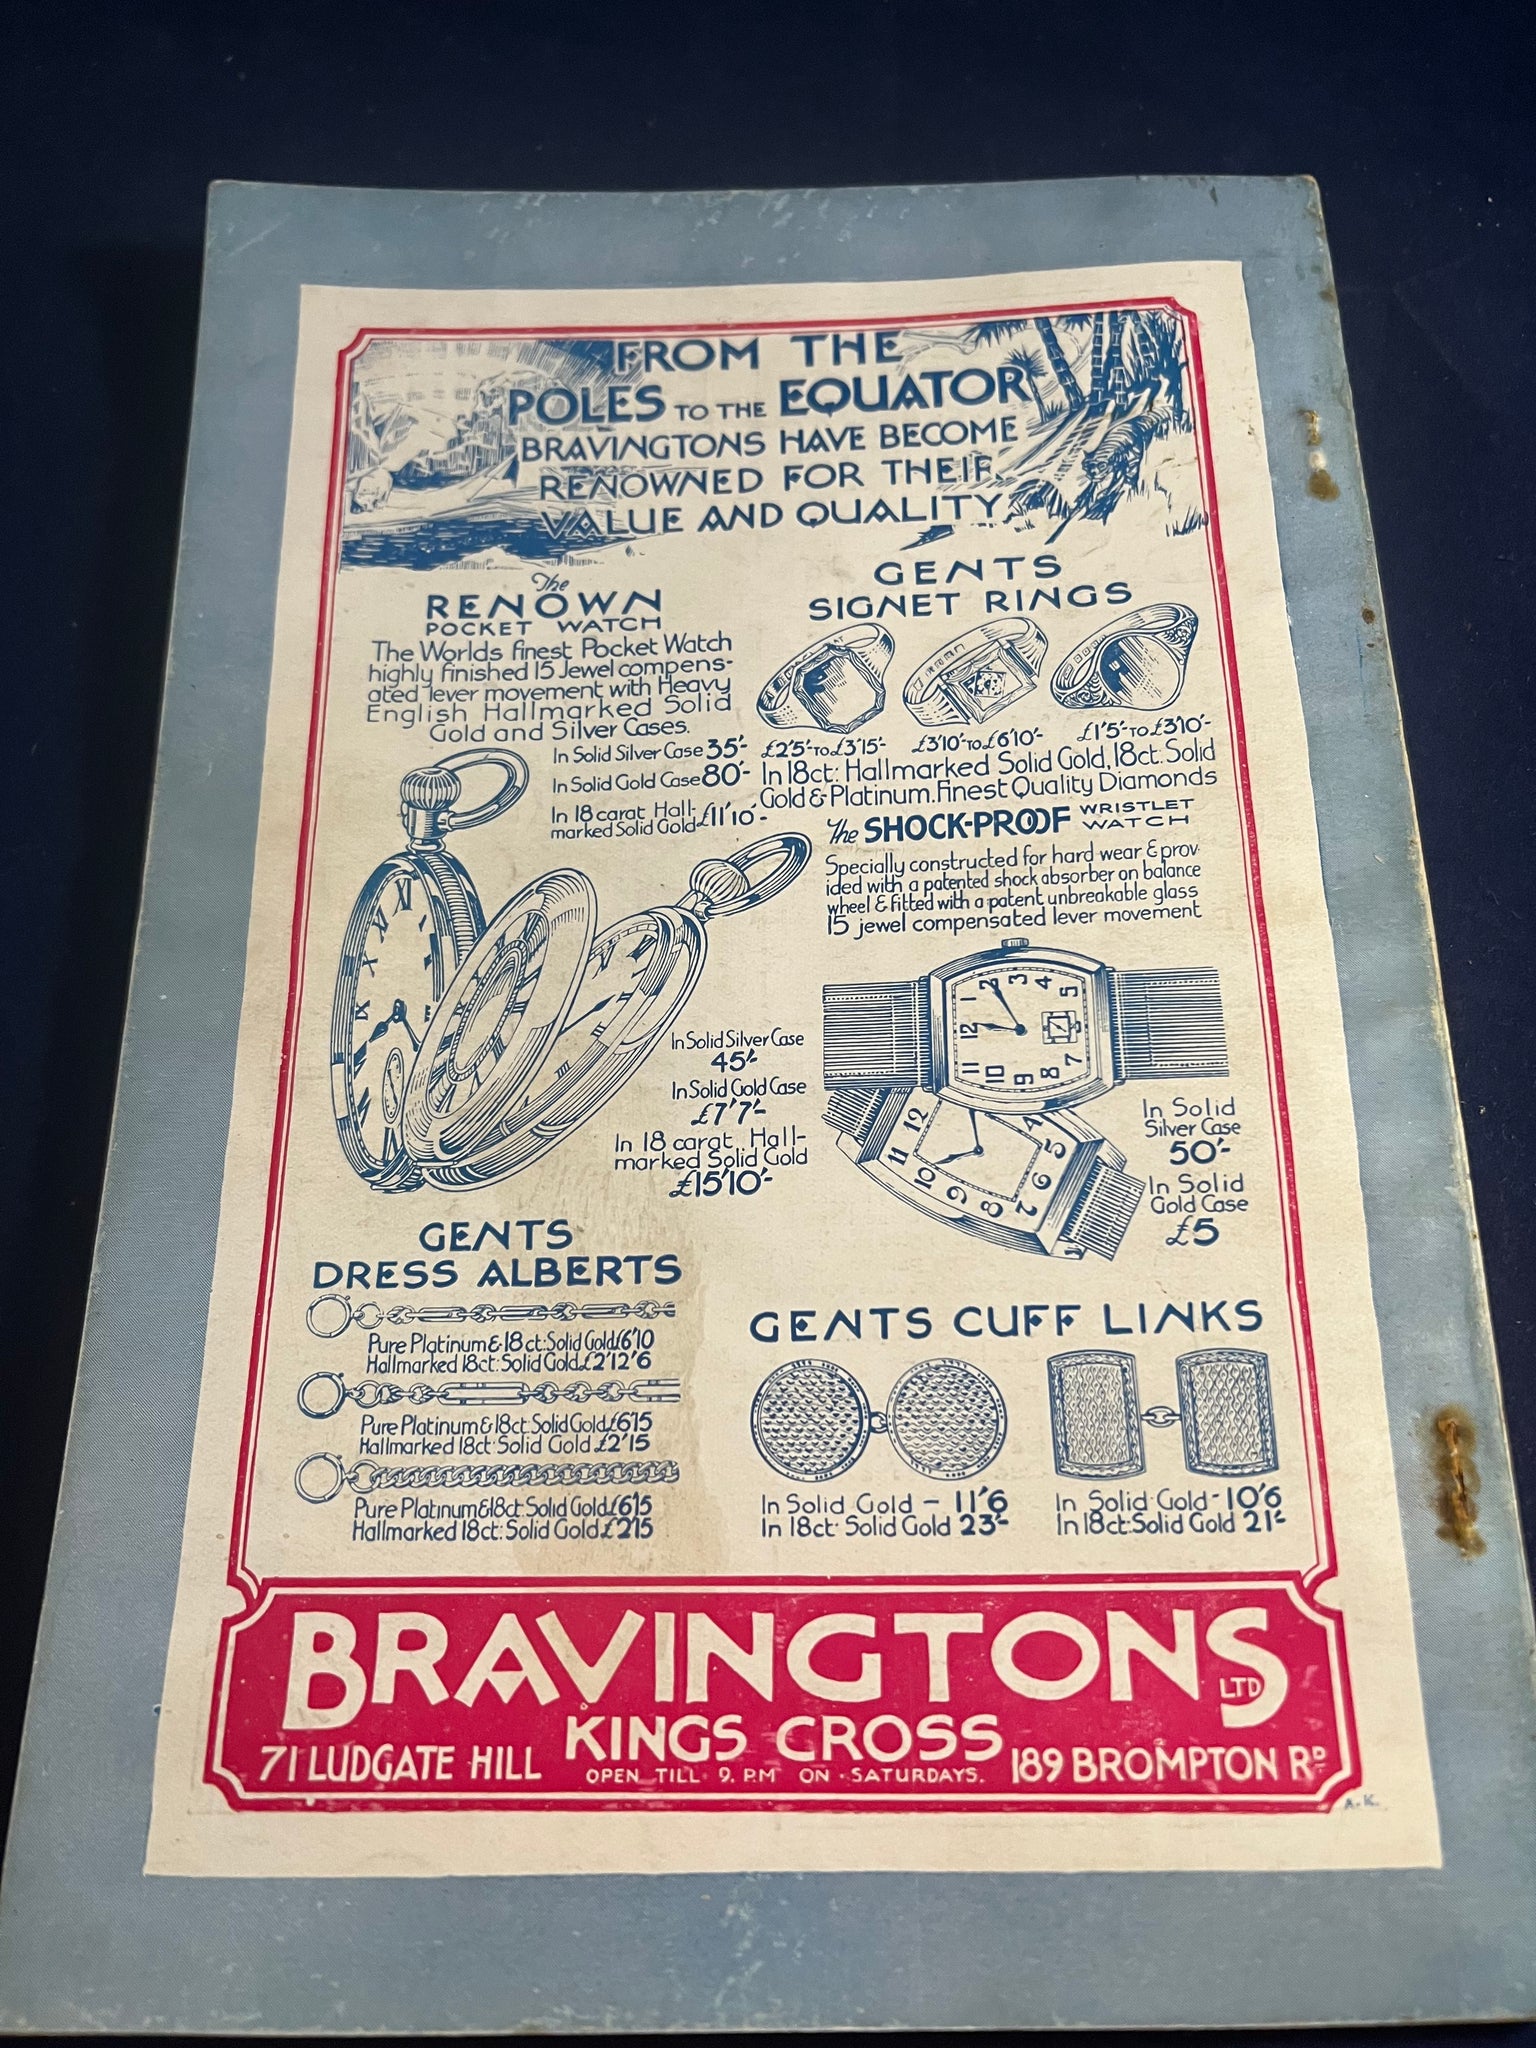 FROM THE
POLES TO THE EQUATOR
BRAVINGTONS HAVE BECOME
RENOWNED FOR THEIR
VALUE AND QUALITY
The
RENOWN
POCKET WATCH
The Worlds finest Pocket Watch
highly finished 15 Jewel compens-
ated lever movement with Heavy
English Hallmarked Solid
Gold and Silver Cases.
In Solid Silver Case 35'-
In Solid Gold Case 80'-
In 18 carat Hall-
marked Solid Gold £11'10'-
In Solid Silver Case
45'-
In Solid Gold Case
£7'7'-
In 18 carat Hall-
marked Solid Gold
£15'10'-
GENTS
SIGNET RINGS
£2'5'- TO £3'15'- £3'10'- TO £6'10'- £1'5'- TO £3'10'-
In 18ct: Hallmarked Solid Gold, 18ct: Solid
Gold & Platinum. Finest Quality Diamonds
The SHOCK-PROOF WRISTLET
WATCH
Specially constructed for hard wear & prov-
ided with a patented shock absorber on balance
wheel & fitted with a patent unbreakable glass
15 jewel compensated lever movement
In Solid
Silver Case
50'-
In Solid
Gold Case
£5
GENTS
DRESS ALBERTS
Pure Platinum & 18ct: Solid Gold £6'10
Hallmarked 18ct: Solid Gold £2'12'6
Pure Platinum & 18ct: Solid Gold £6'15
Hallmarked 18ct: Solid Gold £2'15
Pure Platinum & 18ct: Solid Gold £6'15
Hallmarked 18ct: Solid Gold £2'15
GENTS CUFF LINKS
In Solid Gold - 11'6
In 18ct: Solid Gold 23'-
In Solid Gold - 10'6
In 18ct: Solid Gold 21'-
BRAVINGTONS LTD
KINGS CROSS
71 LUDGATE HILL OPEN TILL 9. P.M ON SATURDAYS. 189 BROMPTON RD
A.K.